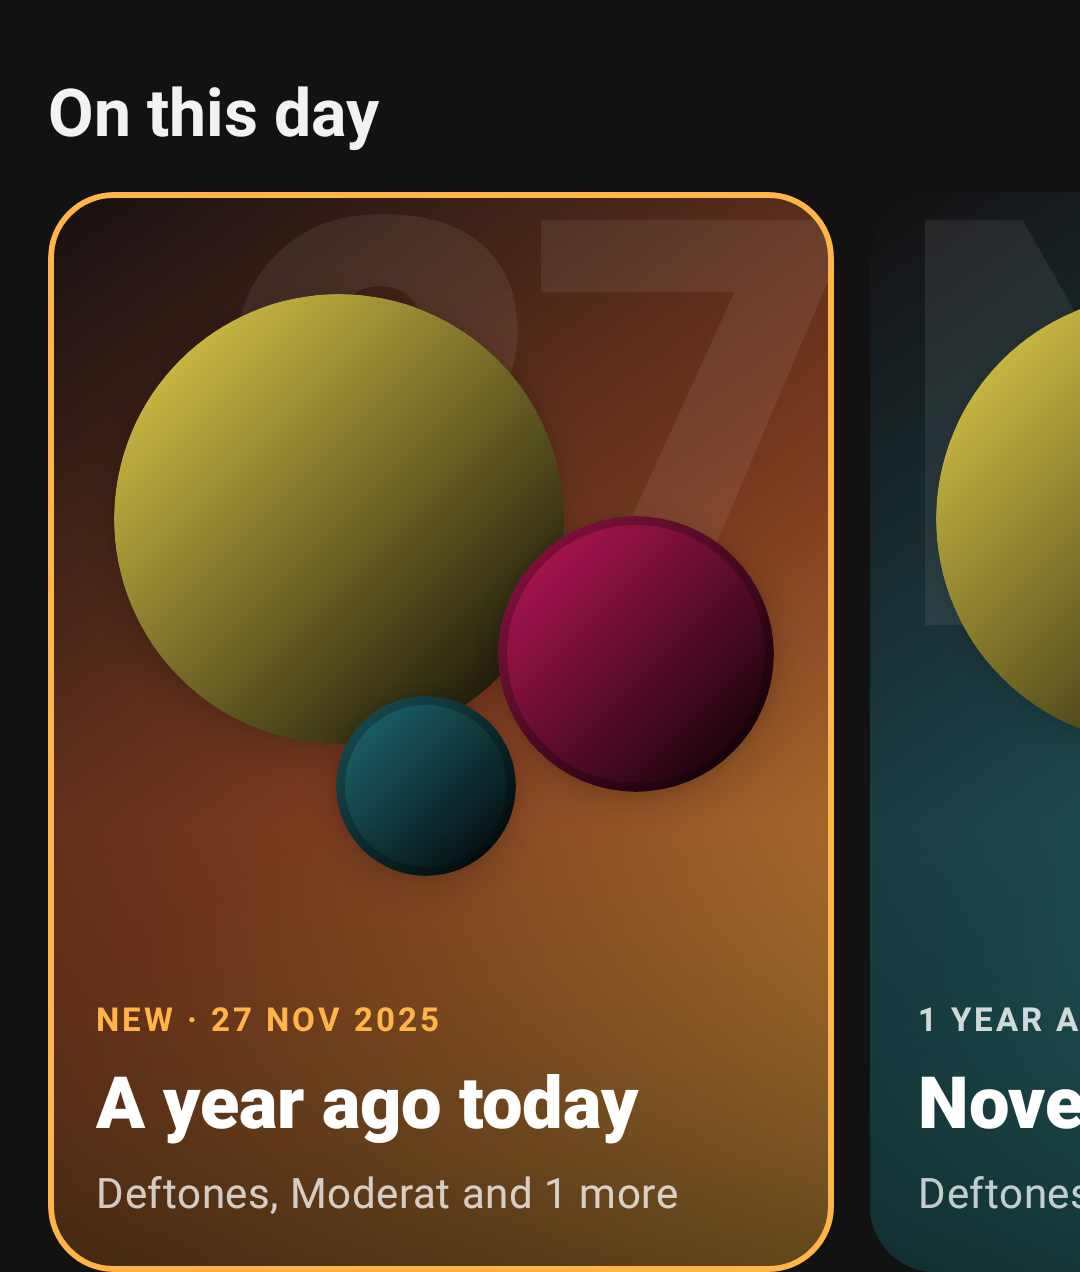 On this day
27
NEW · 27 NOV 2025
A year ago today
Deftones, Moderat and 1 more
1 YEAR A
Nove
Deftones